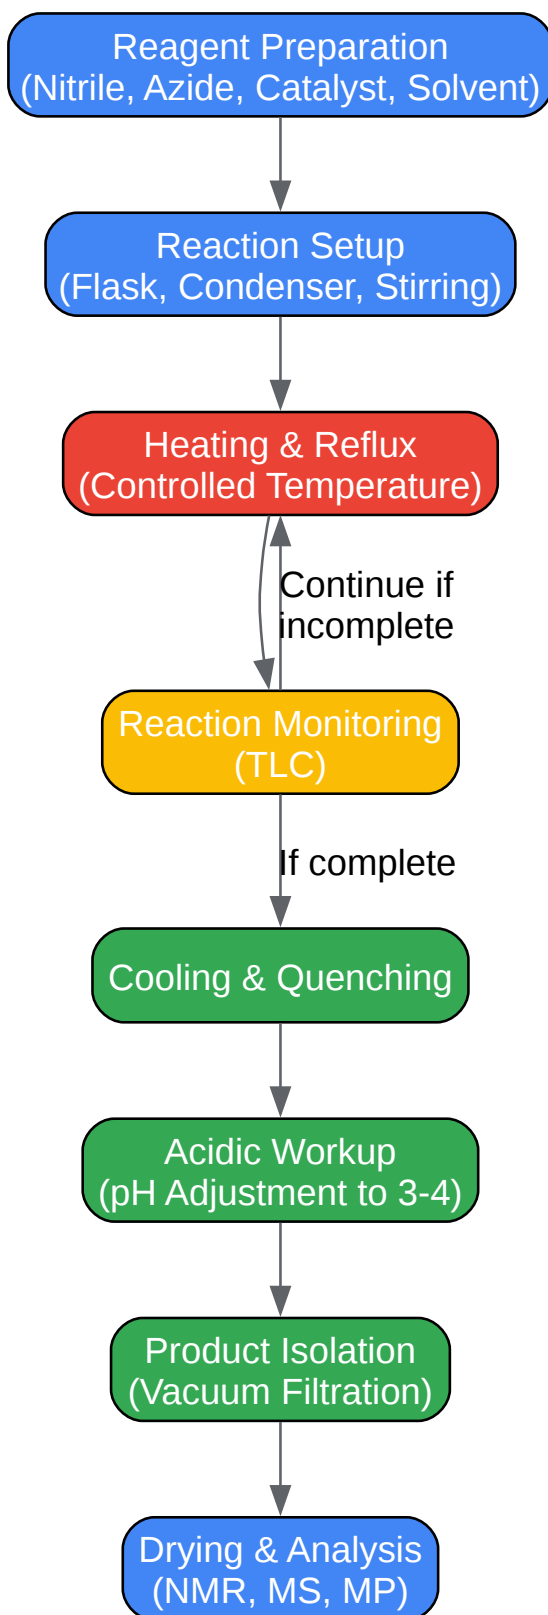 Reagent Preparation
(Nitrile, Azide, Catalyst, Solvent)
Reaction Setup
(Flask, Condenser, Stirring)
Heating & Reflux
(Controlled Temperature)
Continue if
incomplete
Reaction Monitoring
(TLC)
If complete
Cooling & Quenching
Acidic Workup
(pH Adjustment to 3-4)
Product Isolation
(Vacuum Filtration)
Drying & Analysis
(NMR, MS, MP)